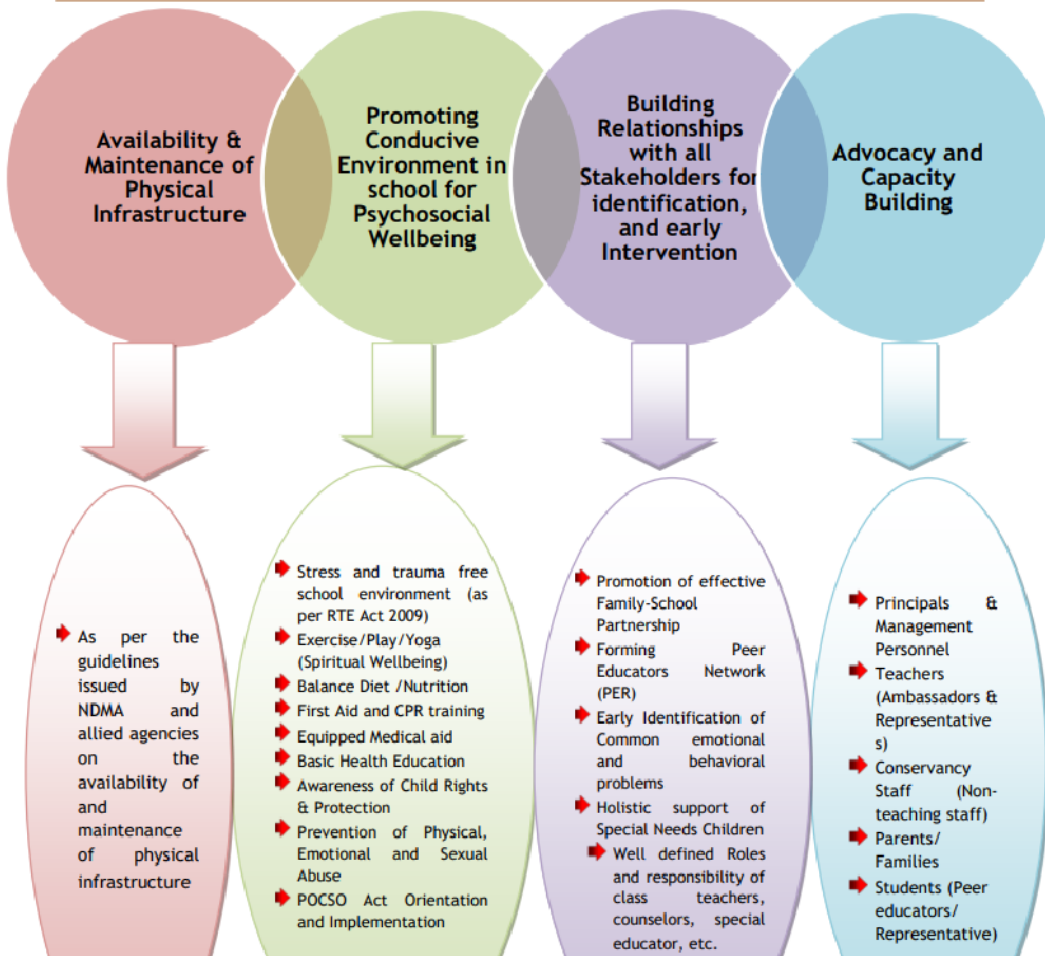 Availability &
Maintenance of
Physical
Infrastructure
Promoting
Conducive
Environment in
school for
Psychosocial
Wellbeing
Building
Relationships
with all
Stakeholders for
identification,
and early
Intervention
Advocacy and
Capacity
Building
As per the
guidelines
issued by
NDMA and
allied agencies
on the
availability of
and
maintenance
of physical
infrastructure
Stress and trauma free
school environment (as
per RTE Act 2009)
Exercise/Play/Yoga
(Spiritual Wellbeing)
Balance Diet /Nutrition
First Aid and CPR training
Equipped Medical aid
Basic Health Education
Awareness of Child Rights
& Protection
Prevention of Physical,
Emotional and Sexual
Abuse
POCSO Act Orientation
and Implementation
Promotion of effective
Family-School
Partnership
Forming Peer
Educators Network
(PER)
Early Identification of
Common emotional
and behavioral
problems
Holistic support of
Special Needs Children
Well defined Roles
and responsibility of
class teachers,
counselors, special
educator, etc.
Principals &
Management
Personnel
Teachers
(Ambassadors &
Representative
s)
Conservancy
Staff (Non-
teaching staff)
Parents/
Families
Students (Peer
educators/
Representative)